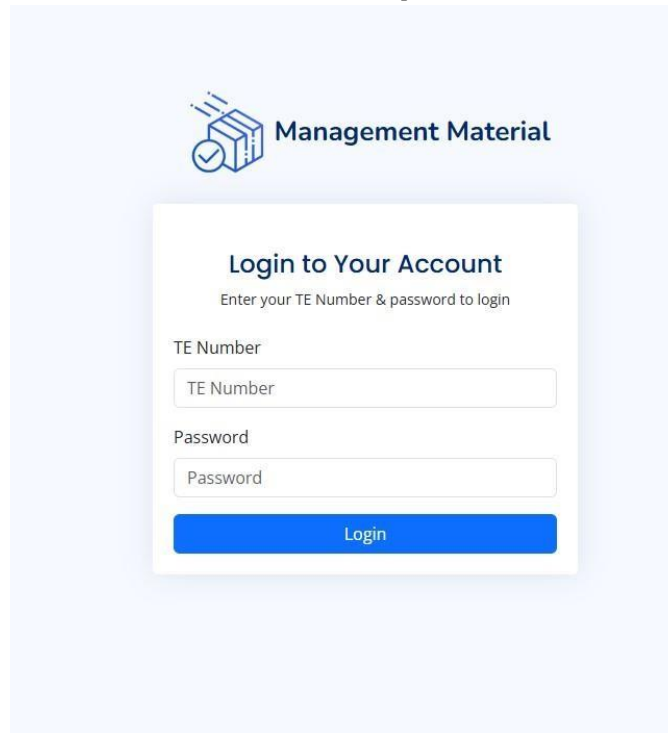 Management Material
Login to Your Account
Enter your TE Number & password to login
TE Number
TE Number
Password
Password
Login